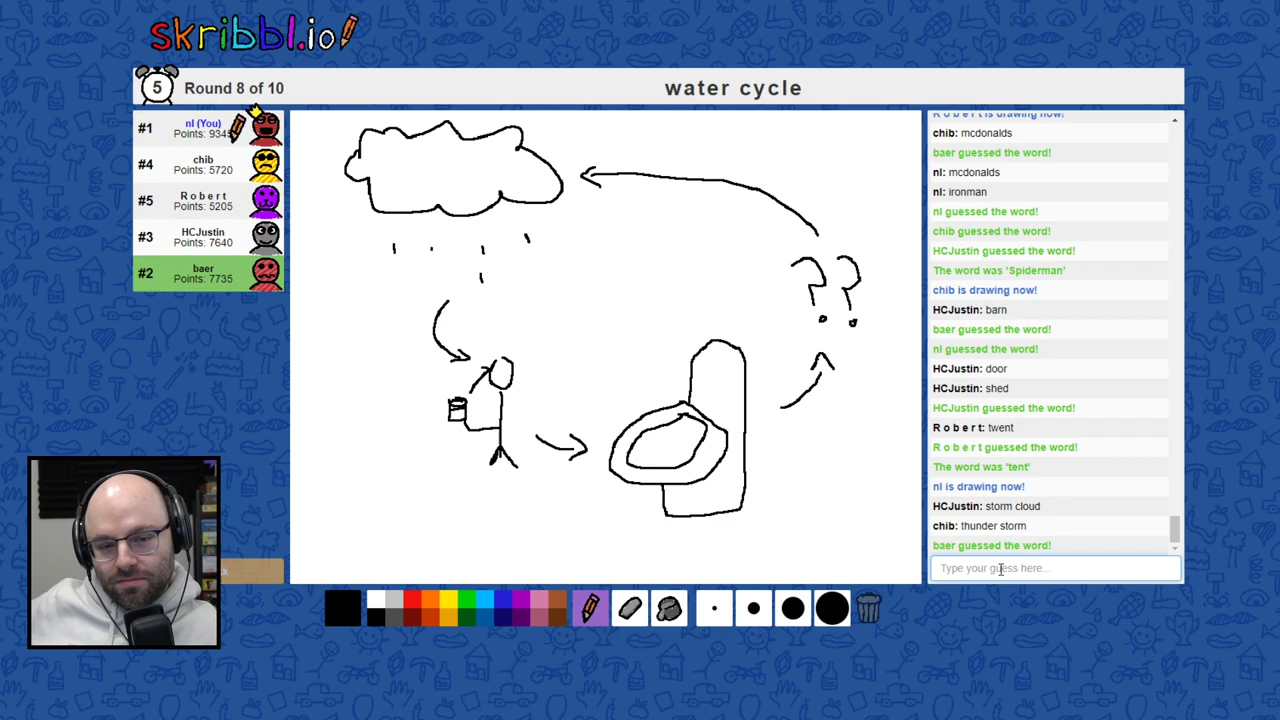 skribbl.io
5 Round 8 of 10 water cycle
#1 nl (You)
Points: 9345
#4 chib
Points: 5720
#5 R o b e r t
Points: 5205
#3 HCJustin
Points: 7640
#2 baer
Points: 7735
??
R o b e r t is drawing now!
chib: mcdonalds
baer guessed the word!
nl: mcdonalds
nl: ironman
nl guessed the word!
chib guessed the word!
HCJustin guessed the word!
The word was 'Spiderman'
chib is drawing now!
HCJustin: barn
baer guessed the word!
nl guessed the word!
HCJustin: door
HCJustin: shed
HCJustin guessed the word!
R o b e r t: twent
R o b e r t guessed the word!
The word was 'tent'
nl is drawing now!
HCJustin: storm cloud
chib: thunder storm
baer guessed the word!
Type your guess here...